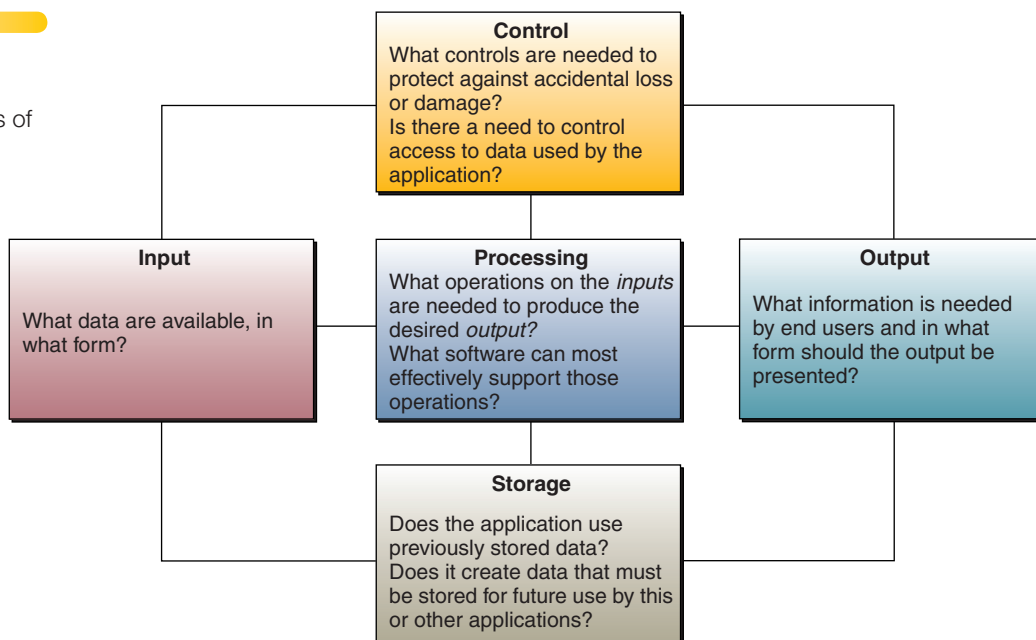 s of
Control
What controls are needed to
protect against accidental loss
or damage?
Is there a need to control
access to data used by the
application?
Input
What data are available, in
what form?
Processing
What operations on the inputs
are needed to produce the
desired output?
What software can most
effectively support those
operations?
Output
What information is needed
by end users and in what
form should the output be
presented?
Storage
Does the application use
previously stored data?
Does it create data that must
be stored for future use by this
or other applications?